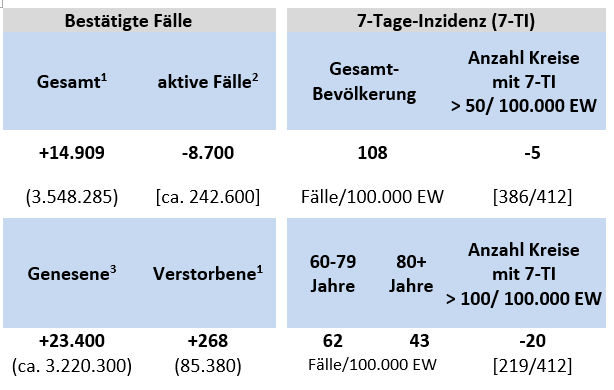 Bestätigte Fälle
7-Tage-Inzidenz (7-TI)
Gesamt¹
aktive Fälle²
Gesamt-
Bevölkerung
Anzahl Kreise
mit 7-TI
> 50/ 100.000 EW
+14.909
-8.700
108
-5
(3.548.285)
[ca. 242.600]
Fälle/100.000 EW
[386/412]
Genesene³
Verstorbene¹
60-79
Jahre
80+
Jahre
Anzahl Kreise
mit 7-TI
> 100/ 100.000 EW
+23.400
+268
62
43
-20
(ca. 3.220.300)
(85.380)
Fälle/100.000 EW
[219/412]